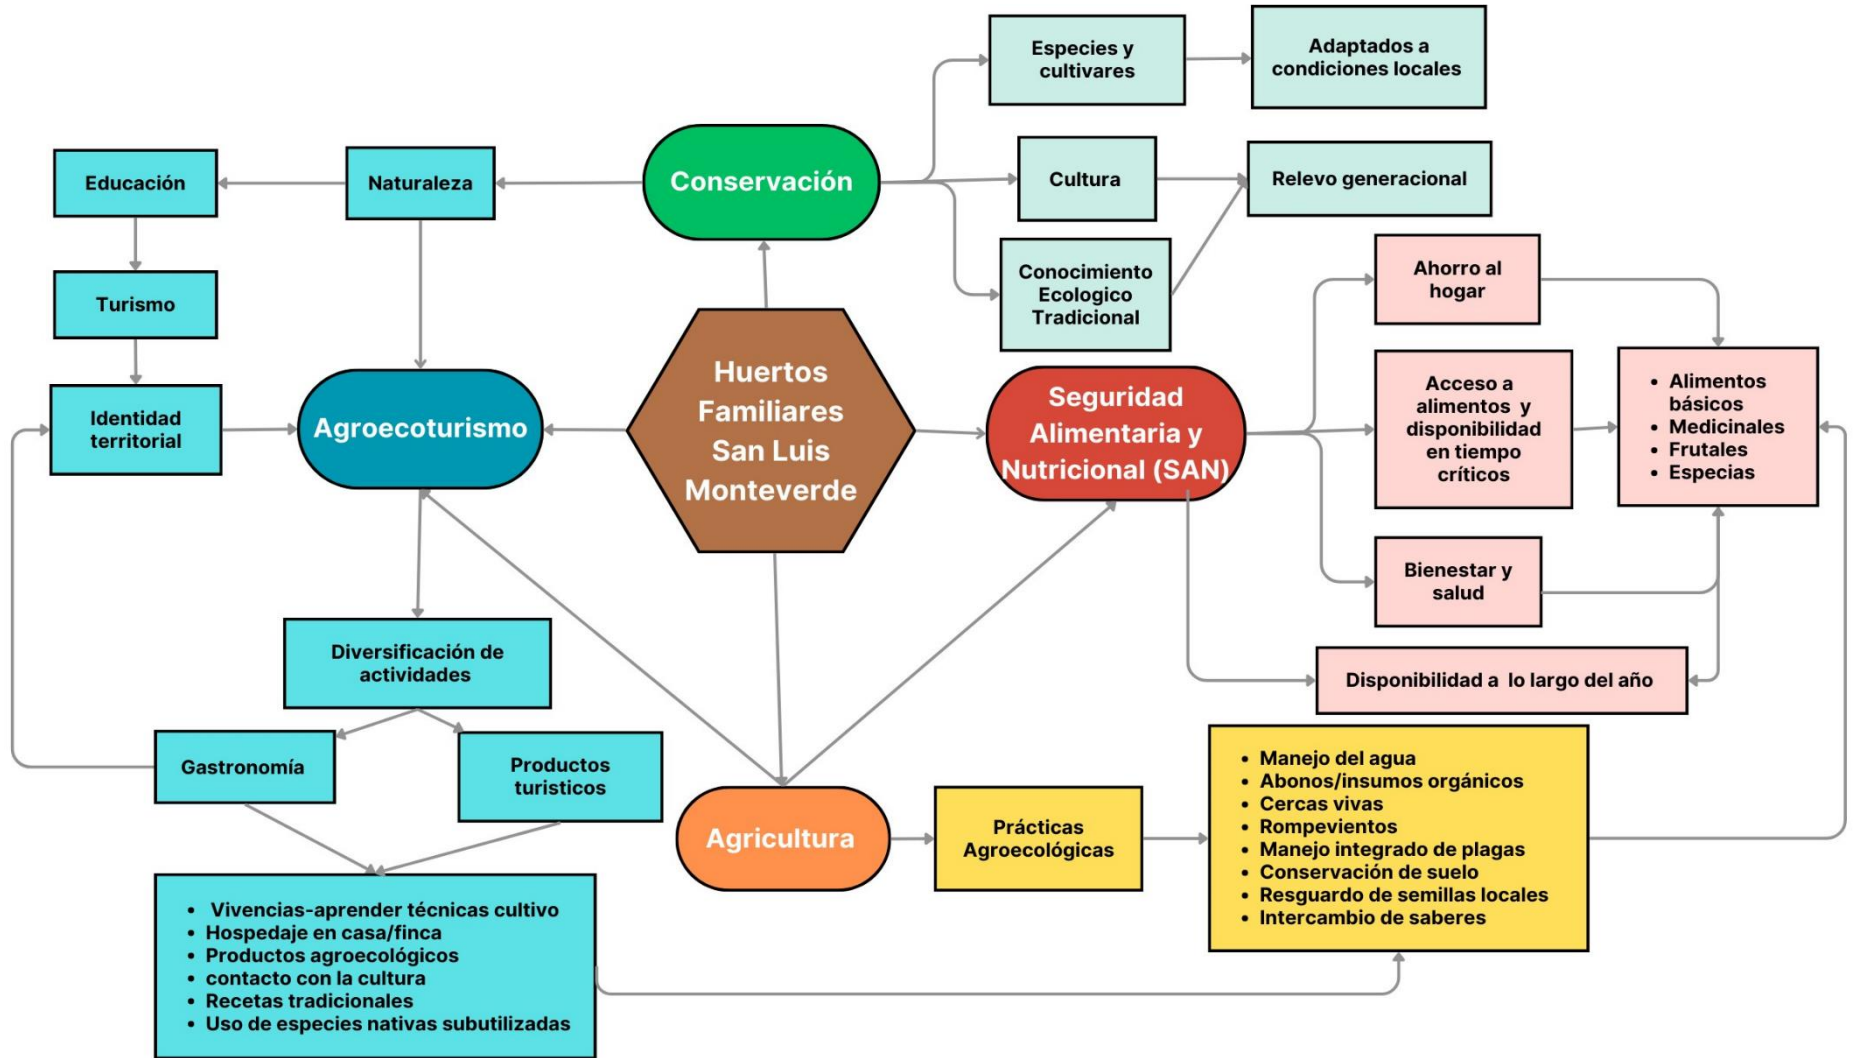 Especies y
cultivares
Adaptados a
condiciones locales
Educación
Naturaleza
Conservación
Cultura
Relevo generacional
Conocimiento
Ecologico
Tradicional
Ahorro al
hogar
Turismo
Huertos
Familiares
San Luis
Monteverde
Identidad
territorial
Agroecoturismo
Seguridad
Alimentaria y
Nutricional (SAN)
Acceso a
alimentos y
disponibilidad
en tiempo
críticos
• Alimentos
básicos
• Medicinales
• Frutales
• Especias
Bienestar y
salud
Diversificación de
actividades
Disponibilidad a lo largo del año
Gastronomía
Productos
turisticos
Agricultura
Prácticas
Agroecológicas
• Manejo del agua
• Abonos/insumos orgánicos
• Cercas vivas
• Rompevientos
• Manejo integrado de plagas
• Conservación de suelo
• Resguardo de semillas locales
• Intercambio de saberes
• Vivencias-aprender técnicas cultivo
• Hospedaje en casa/finca
• Productos agroecológicos
• contacto con la cultura
• Recetas tradicionales
• Uso de especies nativas subutilizadas